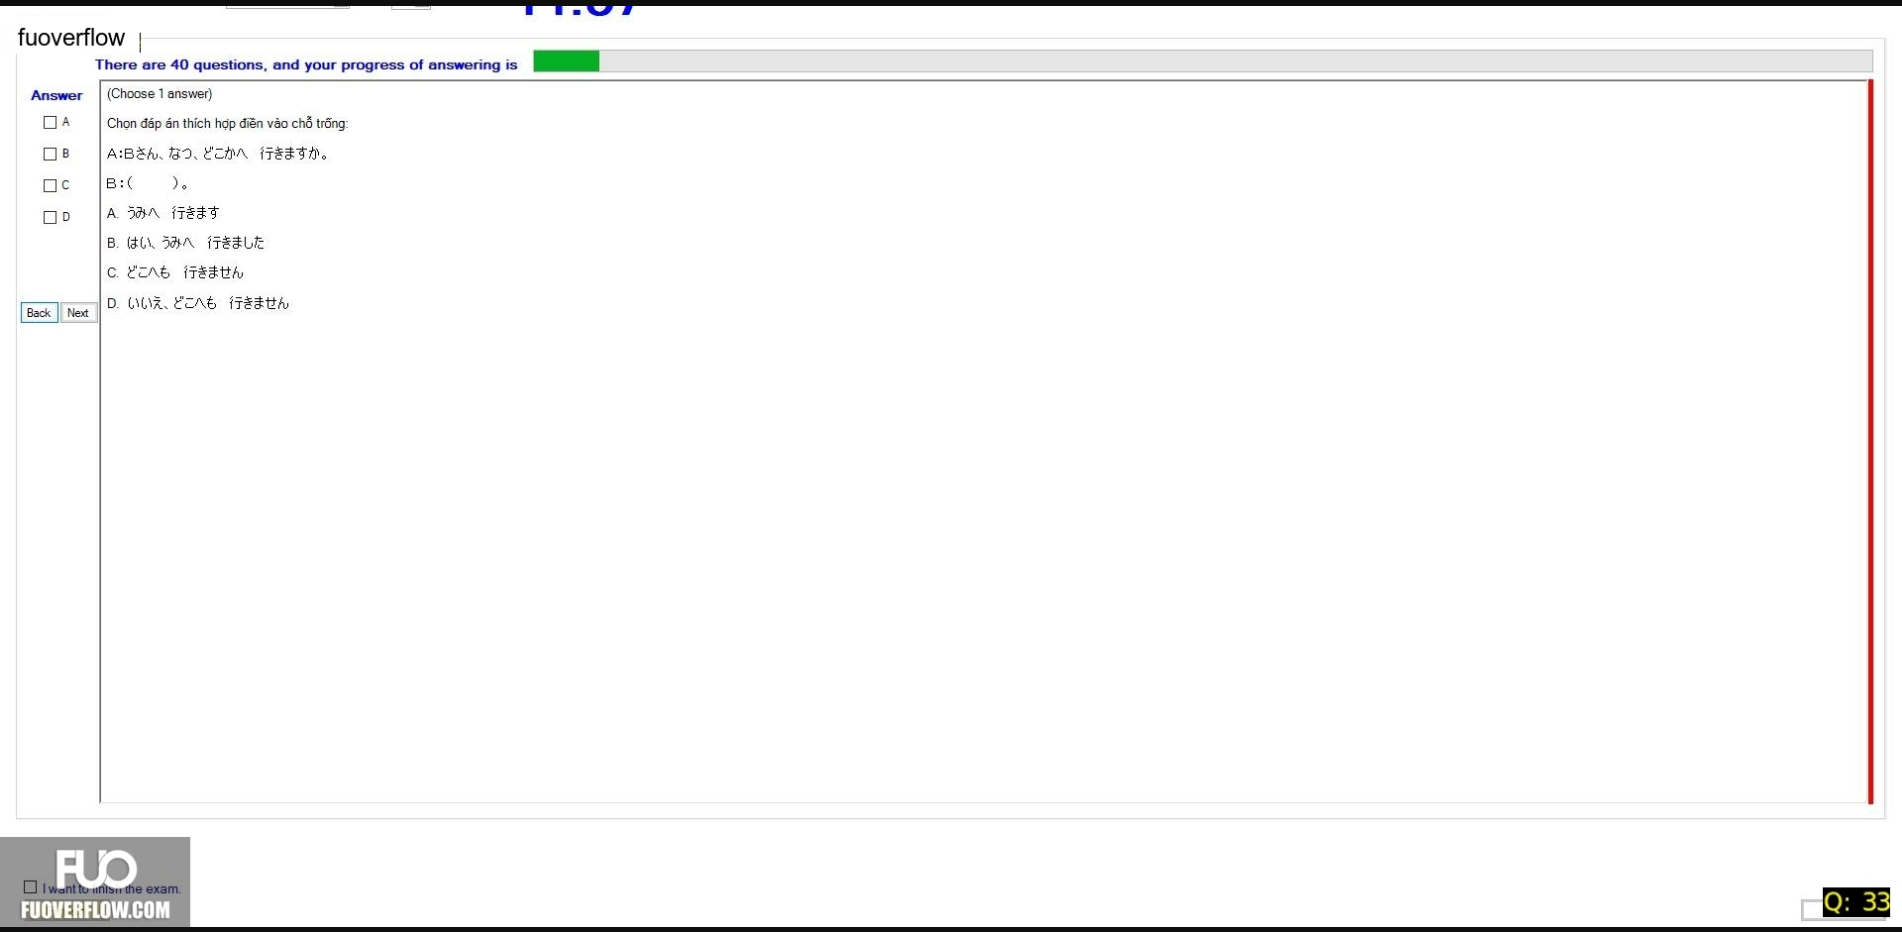 fuoverflow
There are 40 questions, and your progress of answering is
Answer
(Choose 1 answer)
A
Chọn đáp án thích hợp điền vào chỗ trống:
B
A:Bさん、なつ、どこかへ 行きますか。
C
B:(    )。
D
A. うみへ 行きます
B. はい、うみへ 行きました
C. どこへも 行きません
D. いいえ、どこへも 行きません
Back Next
FUO
I want to finish the exam.
FUOVERFLOW.COM
Q: 33